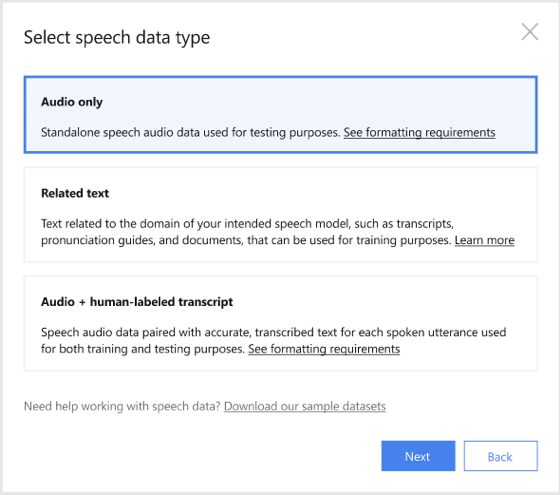 Select speech data type
Audio only
Standalone speech audio data used for testing purposes. See formatting requirements
Related text
Text related to the domain of your intended speech model, such as transcripts,
pronunciation guides, and documents, that can be used for training purposes. Learn more
Audio + human-labeled transcript
Speech audio data paired with accurate, transcribed text for each spoken utterance used
for both training and testing purposes. See formatting requirements
Need help working with speech data? Download our sample datasets
Next
Back